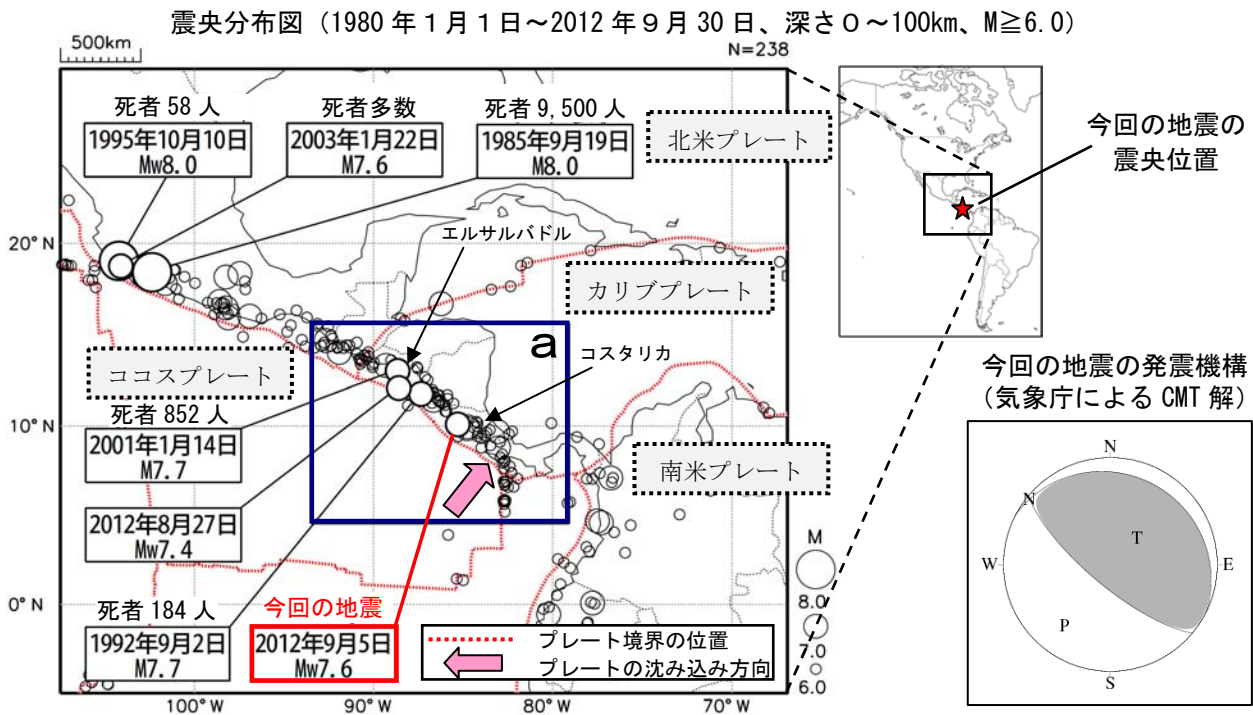 震央分布図（1980 年１月１日～2012 年９月 30 日、深さ０～100km、M≧6.0）
500km
N=238
死者 58 人
1995年10月10日
Mw8.0
死者多数
2003年1月22日
M7.6
死者 9,500 人
1985年9月19日
M8.0
北米プレート
今回の地震の
震央位置
20°N
エルサルバドル
カリブプレート
a
コスタリカ
ココスプレート
10°N
死者 852 人
2001年1月14日
M7.7
南米プレート
2012年8月27日
Mw7.4
0°N
死者 184 人
1992年9月2日
M7.7
今回の地震
2012年9月5日
Mw7.6
プレート境界の位置
プレートの沈み込み方向
M
8.0
7.0
6.0
100°W
90°W
80°W
70°W
今回の地震の発震機構
（気象庁による CMT 解）
N
N
T
W
E
P
S